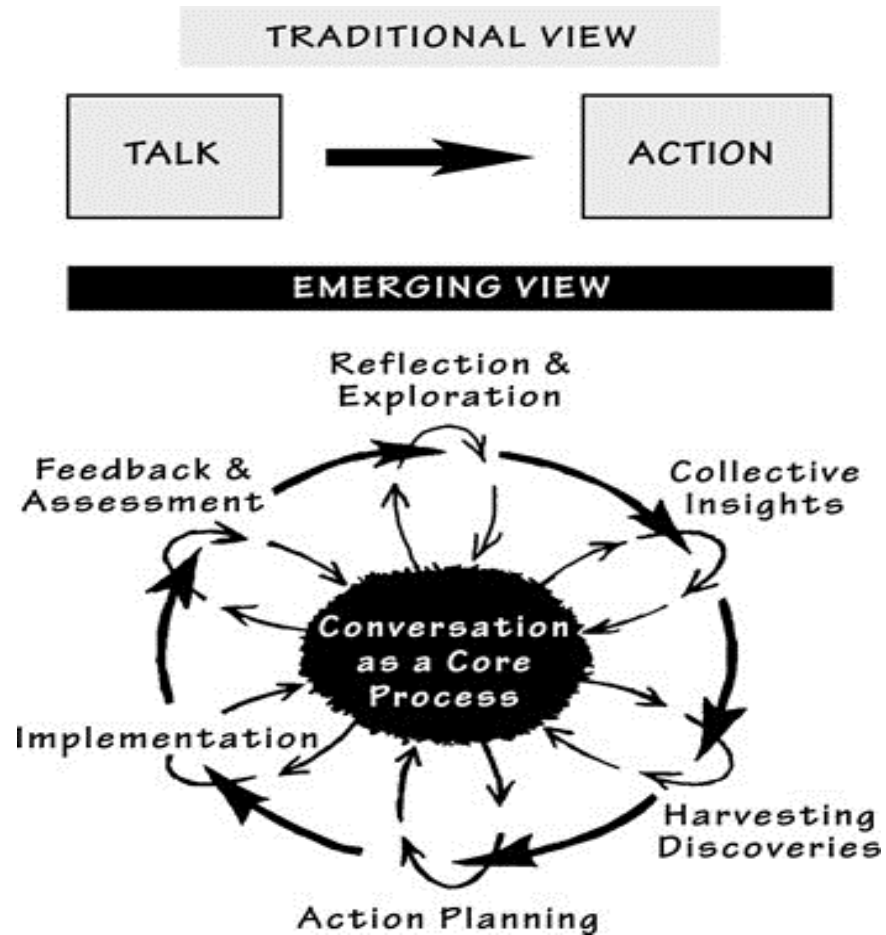 TRADITIONAL VIEW
TALK
ACTION
EMERGING VIEW
Reflection &
Exploration
Feedback &
Assessment
Collective
Insights
Conversation
as a Core
Process
Implementation
Harvesting
Discoveries
Action Planning